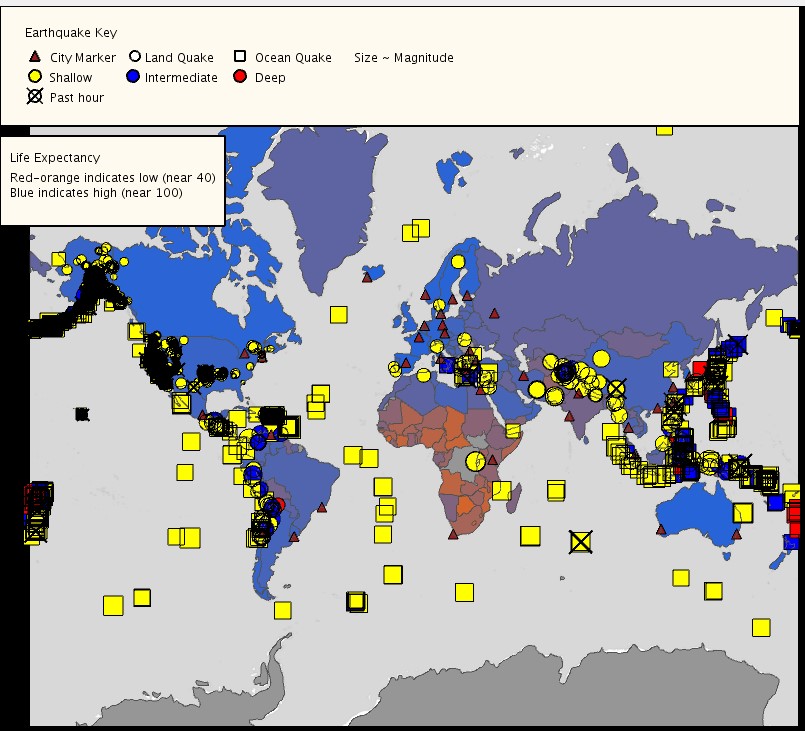 Earthquake Key
City Marker Land Quake Ocean Quake Size ~ Magnitude
Shallow Intermediate Deep
Past hour
Life Expectancy
Red-orange indicates low (near 40)
Blue indicates high (near 100)